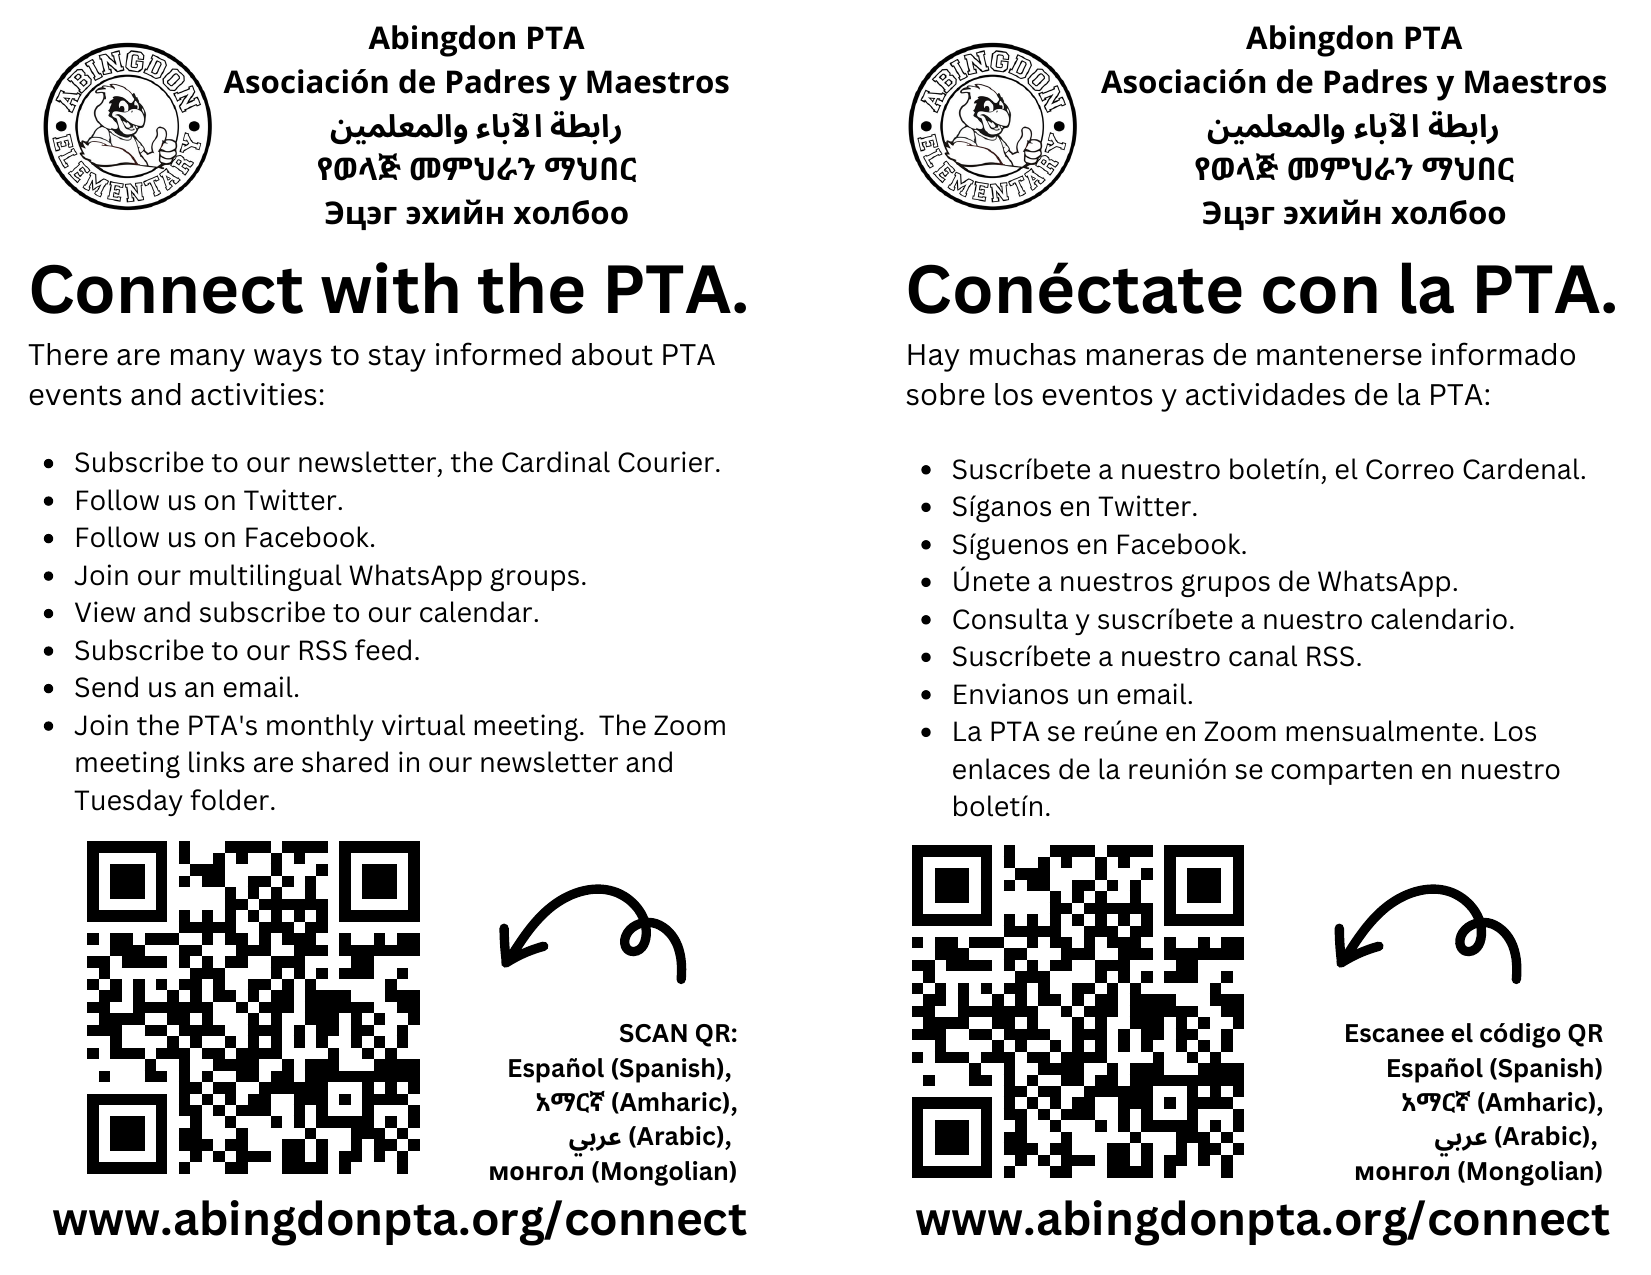 ABINGDON
ELEMENTARY
Abingdon PTA
Asociación de Padres y Maestros
رابطة الآباء والمعلمين
የወላጅ መምህራን ማህበር
Эцэг эхийн холбоо
Connect with the PTA.
There are many ways to stay informed about PTA
events and activities:
• Subscribe to our newsletter, the Cardinal Courier.
• Follow us on Twitter.
• Follow us on Facebook.
• Join our multilingual WhatsApp groups.
• View and subscribe to our calendar.
• Subscribe to our RSS feed.
• Send us an email.
• Join the PTA's monthly virtual meeting.  The Zoom
meeting links are shared in our newsletter and
Tuesday folder.
SCAN QR:
Español (Spanish),
አማርኛ (Amharic),
عربي (Arabic),
монгол (Mongolian)
www.abingdonpta.org/connect
ABINGDON
ELEMENTARY
Abingdon PTA
Asociación de Padres y Maestros
رابطة الآباء والمعلمين
የወላጅ መምህራን ማህበር
Эцэг эхийн холбоо
Conéctate con la PTA.
Hay muchas maneras de mantenerse informado
sobre los eventos y actividades de la PTA:
• Suscríbete a nuestro boletín, el Correo Cardenal.
• Síganos en Twitter.
• Síguenos en Facebook.
• Únete a nuestros grupos de WhatsApp.
• Consulta y suscríbete a nuestro calendario.
• Suscríbete a nuestro canal RSS.
• Envianos un email.
• La PTA se reúne en Zoom mensualmente. Los
enlaces de la reunión se comparten en nuestro
boletín.
Escanee el código QR
Español (Spanish)
አማርኛ (Amharic),
عربي (Arabic),
монгол (Mongolian)
www.abingdonpta.org/connect